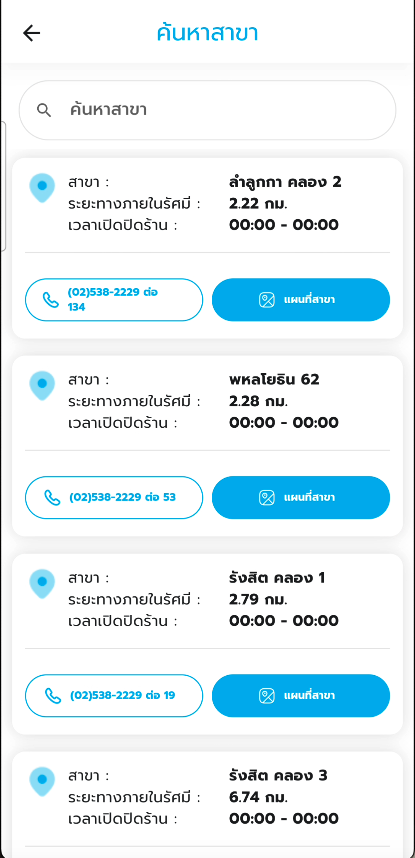 ค้นหาสาขา
ค้นหาสาขา
สาขา : ลำลูกกา คลอง 2
ระยะทางภายในรัศมี : 2.22 กม.
เวลาเปิดปิดร้าน : 00:00 - 00:00
(02)538-2229 ต่อ
134
แผนที่สาขา
สาขา : พหลโยธิน 62
ระยะทางภายในรัศมี : 2.28 กม.
เวลาเปิดปิดร้าน : 00:00 - 00:00
(02)538-2229 ต่อ 53
แผนที่สาขา
สาขา : รังสิต คลอง 1
ระยะทางภายในรัศมี : 2.79 กม.
เวลาเปิดปิดร้าน : 00:00 - 00:00
(02)538-2229 ต่อ 19
แผนที่สาขา
สาขา : รังสิต คลอง 3
ระยะทางภายในรัศมี : 6.74 กม.
เวลาเปิดปิดร้าน : 00:00 - 00:00